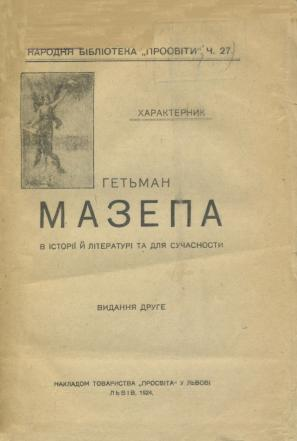 НАРОДНЯ БІБЛІОТЕКА „ПРОСВІТИ", Ч. 27.
ХАРАКТЕРНИК
ГЕТЬМАН
МАЗЕПА
В ІСТОРІЇ Й ЛІТЕРАТУРІ ТА ДЛЯ СУЧАСНОСТИ
ВИДАННЯ ДРУГЕ
НАКЛАДОМ ТОВАРИСТВА „ПРОСВІТА" У ЛЬВОВІ
ЛЬВІВ, 1924.